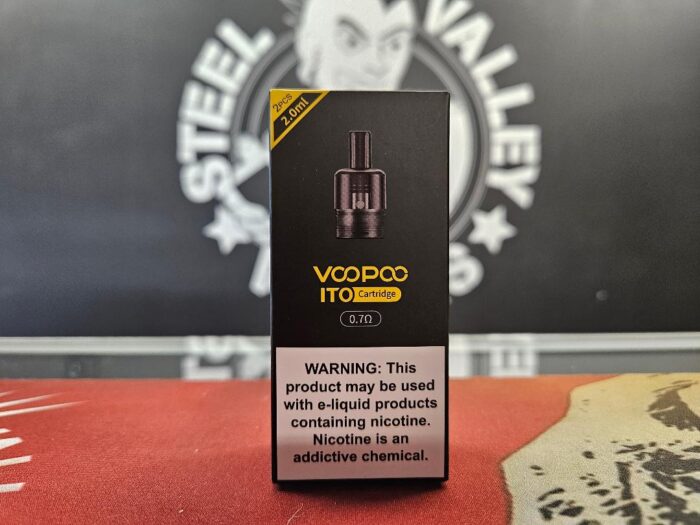 STEEL VALLEY
2PCS
2.0ml
VOOPOO
ITO Cartridge
0.7Ω
WARNING: This
product may be used
with e-liquid products
containing nicotine.
Nicotine is an
addictive chemical.